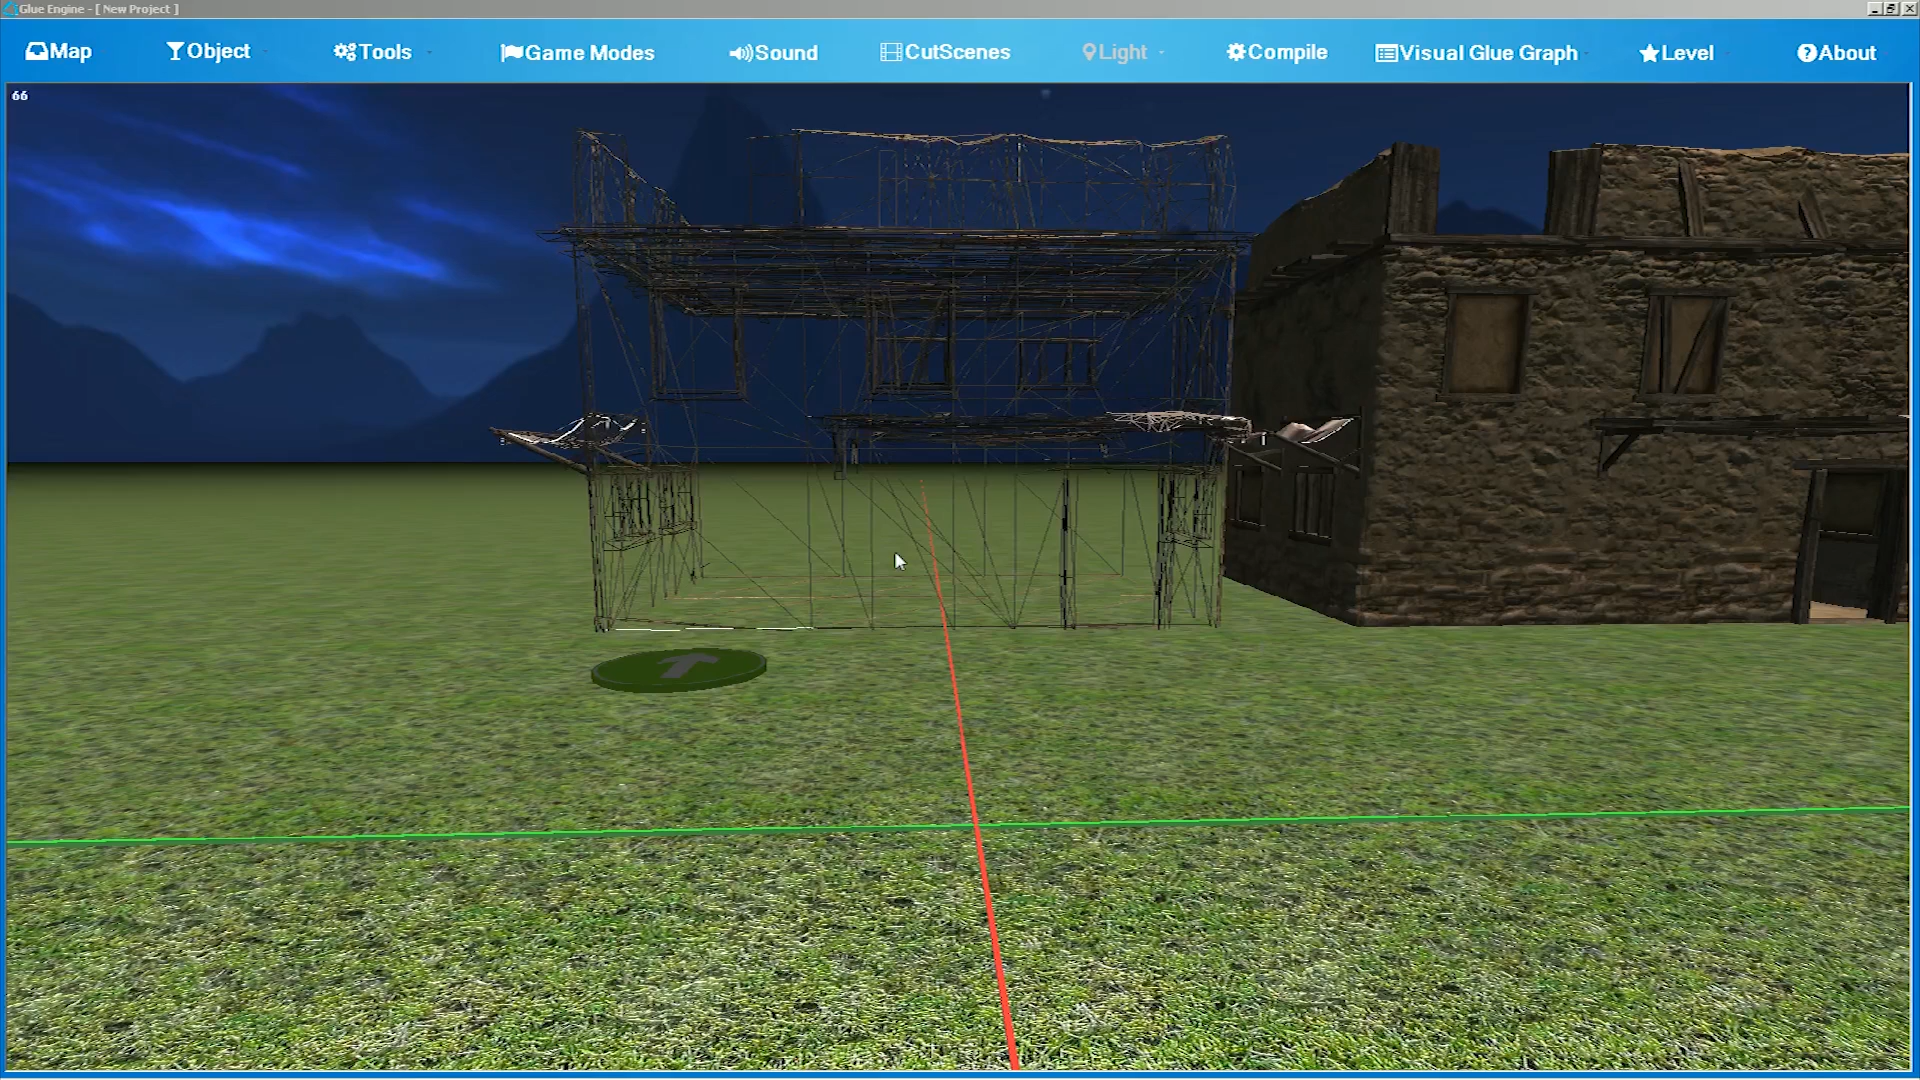 Glue Engine - [ New Project ]
Map Object Tools Game Modes Sound CutScenes Light Compile Visual Glue Graph Level About
66